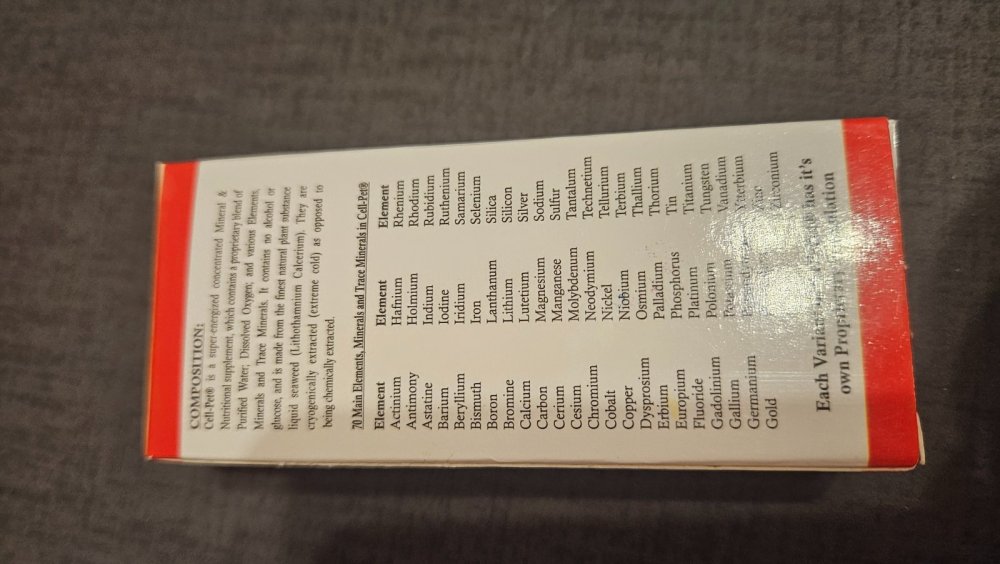 COMPOSITION:
Cell-Pet® is a super-energized concentrated Mineral &
Nutritional supplement, which contains a proprietary blend of
Purified Water; Dissolved Oxygen; and various Elements,
Minerals and Trace Minerals. It contains no alcohol or
glucose, and is made from the finest natural plant substance
liquid seaweed (Lithothamnium Calcerium). They are
cryogenically extracted (extreme cold) as opposed to
being chemically extracted.
70 Main Elements, Minerals and Trace Minerals in Cell-Pet®
Element Element Element
Actinium Hafnium Rhenium
Antimony Holmium Rhodium
Astatine Indium Rubidium
Barium Iodine Ruthenium
Beryllium Iridium Samarium
Bismuth Iron Selenium
Boron Lanthanum Silica
Bromine Lithium Silicon
Calcium Lutetium Silver
Carbon Magnesium Sodium
Cerium Manganese Sulfur
Cesium Molybdenum Tantalum
Chromium Neodymium Technetium
Cobalt Nickel Tellurium
Copper Niobium Terbium
Dysprosium Osmium Thallium
Erbium Palladium Thorium
Europium Phosphorus Tin
Fluoride Platinum Titanium
Gadolinium Polonium Tungsten
Gallium Potassium Vanadium
Germanium Ytterbium
Gold Zinc
Zirconium
Each has it's
own